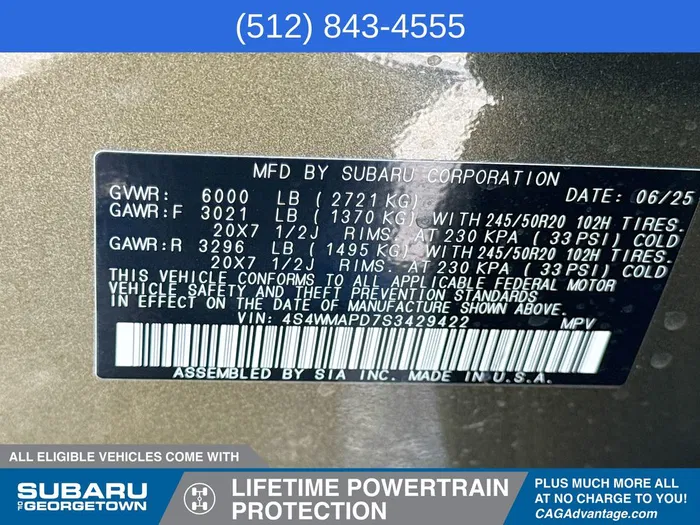 (512) 843-4555
MFD BY SUBARU CORPORATION
GVWR: 6000 LB (2721 KG) DATE: 06/25
GAWR:F 3021 LB (1370 KG) WITH 245/50R20 102H TIRES.
20X7 1/2J RIMS. AT 230 KPA (33 PSI) COLD
GAWR:R 3296 LB (1495 KG) WITH 245/50R20 102H TIRES.
20X7 1/2J RIMS. AT 230 KPA (33 PSI) COLD
THIS VEHICLE CONFORMS TO ALL APPLICABLE FEDERAL MOTOR
VEHICLE SAFETY AND THEFT PREVENTION STANDARDS
IN EFFECT ON THE DATE OF MANUFACTURE SHOWN ABOVE.
VIN: 4S4WMAPD7S3429422 MPV
ASSEMBLED BY SIA INC. MADE IN U.S.A.
ALL ELIGIBLE VEHICLES COME WITH
SUBARU
OF GEORGETOWN
LIFETIME POWERTRAIN
PROTECTION
PLUS MUCH MORE ALL
AT NO CHARGE TO YOU!
CAGAdvantage.com